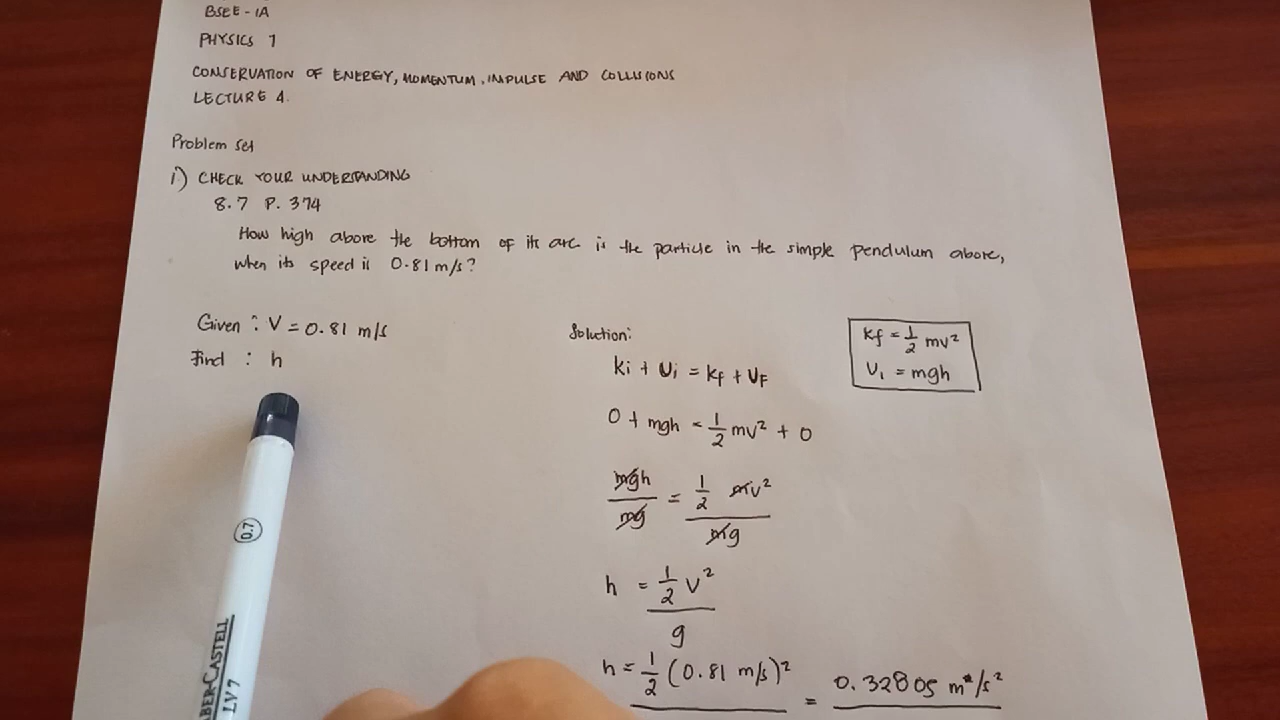 BSEE - 1A
PHYSICS 1
CONSERVATION OF ENERGY, MOMENTUM, IMPULSE AND COLLISIONS
LECTURE 4.
Problem set
1) CHECK YOUR UNDERSTANDING
8.7 P. 374
How high above the bottom of its arc is the particle in the simple pendulum above,
when its speed is 0.81 m/s?
Given : V = 0.81 m/s
Find : h
Solution:
Ki + Ui = Kf + UF
0 + mgh = 1/2 mv² + 0
mgh / mg = 1/2 mv² / mg
h = 1/2 v² / g
h = 1/2 (0.81 m/s)² = 0.32805 m²/s²
Kf = 1/2 mv²
U₁ = mgh
0.7
FABER-CASTELL
LV7